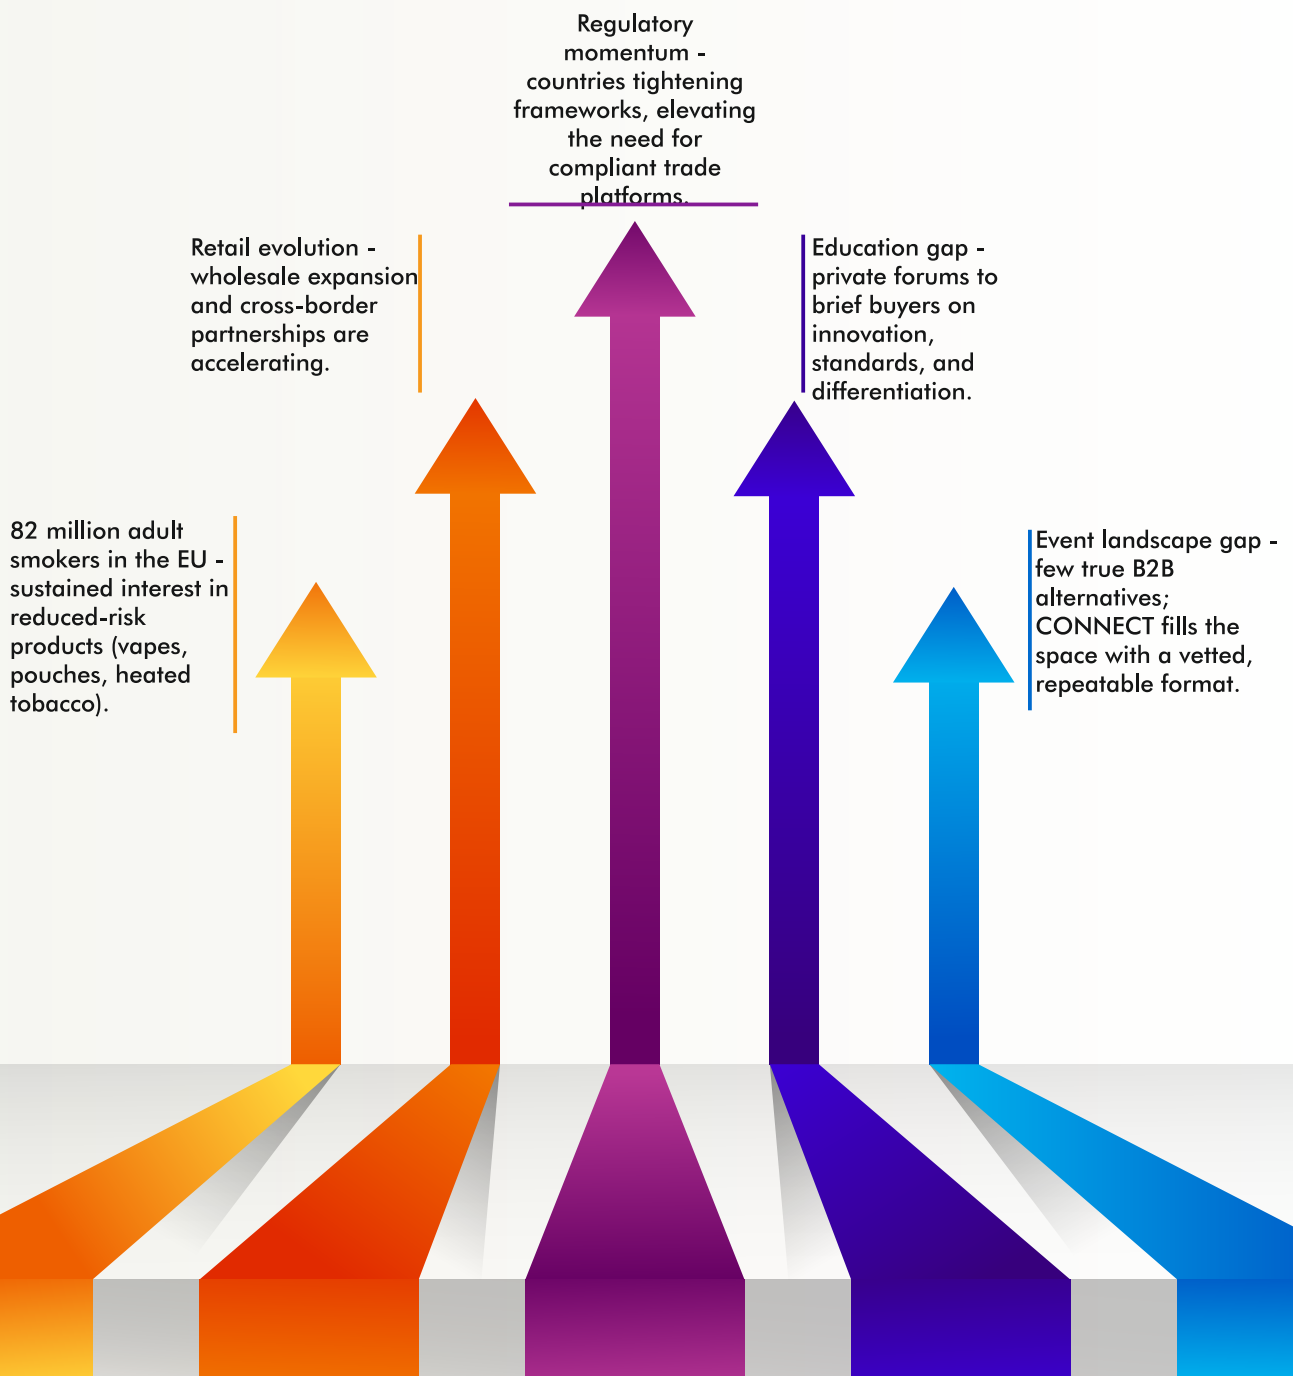 Regulatory
momentum -
countries tightening
frameworks, elevating
the need for
compliant trade
platforms.
Retail evolution -
wholesale expansion
and cross-border
partnerships are
accelerating.
Education gap -
private forums to
brief buyers on
innovation,
standards, and
differentiation.
82 million adult
smokers in the EU -
sustained interest in
reduced-risk
products (vapes,
pouches, heated
tobacco).
Event landscape gap -
few true B2B
alternatives;
CONNECT fills the
space with a vetted,
repeatable format.